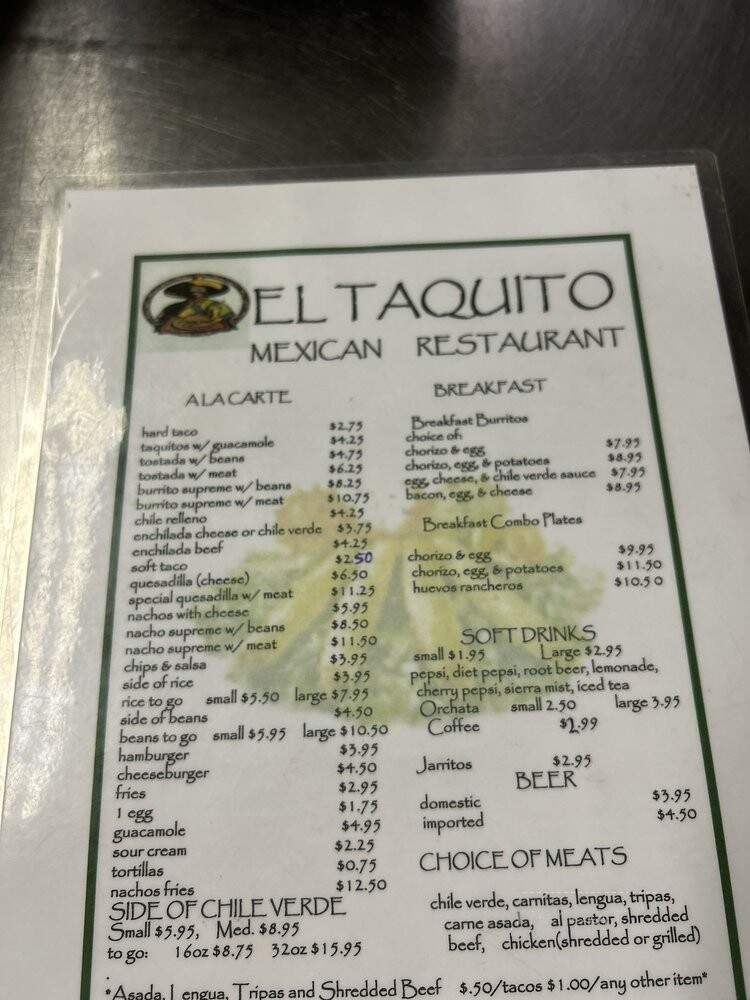 EL TAQUITO
MEXICAN RESTAURANT
A LA CARTE
hard taco $2.75
taquitos w/ guacamole $4.25
tostada w/ beans $4.75
tostada w/ meat $6.25
burrito supreme w/ beans $8.25
burrito supreme w/ meat $10.75
chile relleno $4.25
enchilada cheese or chile verde $3.75
enchilada beef $4.25
soft taco $2.50
quesadilla (cheese) $6.50
special quesadilla w/ meat $11.25
nachos with cheese $5.95
nacho supreme w/ beans $8.50
nacho supreme w/ meat $11.50
chips & salsa $3.95
side of rice $3.95
rice to go small $5.50 large $7.95
side of beans $4.50
beans to go small $5.95 large $10.50
hamburger $3.95
cheeseburger $4.50
fries $2.95
1 egg $1.75
guacamole $4.95
sour cream $2.25
tortillas $0.75
nachos fries $12.50
SIDE OF CHILE VERDE
Small $5.95, Med. $8.95
to go: 16oz $8.75 32oz $15.95
BREAKFAST
Breakfast Burritos
choice of:
chorizo & egg $7.95
chorizo, egg, & potatoes $8.95
egg, cheese, & chile verde sauce $7.95
bacon, egg, & cheese $8.95
Breakfast Combo Plates
chorizo & egg $9.95
chorizo, egg, & potatoes $11.50
huevos rancheros $10.50
SOFT DRINKS
small $1.95 Large $2.95
pepsi, diet pepsi, root beer, lemonade,
cherry pepsi, sierra mist, iced tea
Orchata small 2.50 large 3.95
Coffee $1.99
Jarritos $2.95
BEER
domestic $3.95
imported $4.50
CHOICE OF MEATS
chile verde, carnitas, lengua, tripas,
carne asada, al pastor, shredded
beef, chicken(shredded or grilled)
*Asada, Lengua, Tripas and Shredded Beef $.50/tacos $1.00/any other item*